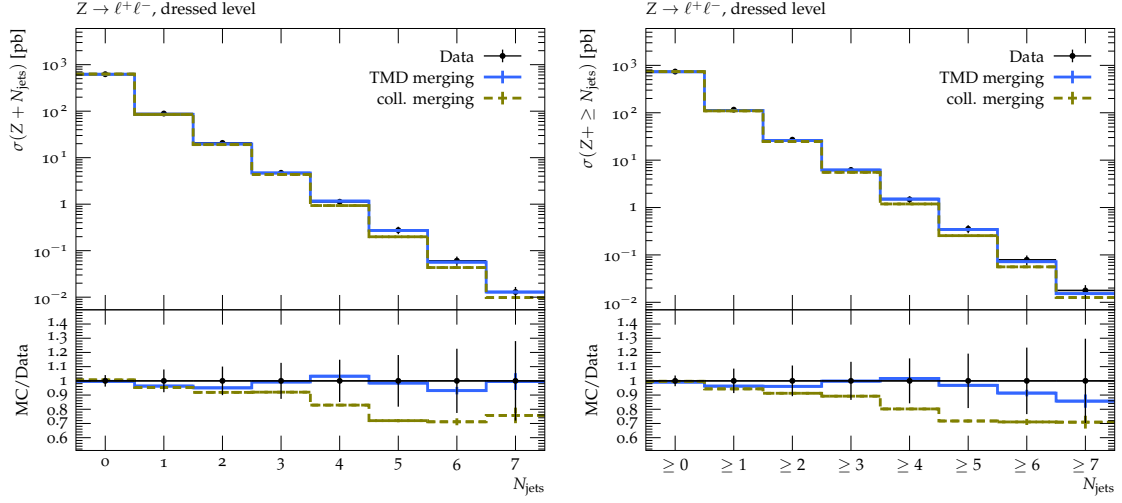 Z → ℓ⁺ℓ⁻, dressed level
σ(Z + N_jets) [pb]
Data
TMD merging
coll. merging
10³
10²
10¹
1
10⁻¹
10⁻²
MC/Data
1.4
1.3
1.2
1.1
1
0.9
0.8
0.7
0.6
0 1 2 3 4 5 6 7
N_jets
Z → ℓ⁺ℓ⁻, dressed level
σ(Z+ ≥ N_jets) [pb]
Data
TMD merging
coll. merging
10³
10²
10¹
1
10⁻¹
10⁻²
MC/Data
1.4
1.3
1.2
1.1
1
0.9
0.8
0.7
0.6
≥ 0 ≥ 1 ≥ 2 ≥ 3 ≥ 4 ≥ 5 ≥ 6 ≥ 7
N_jets